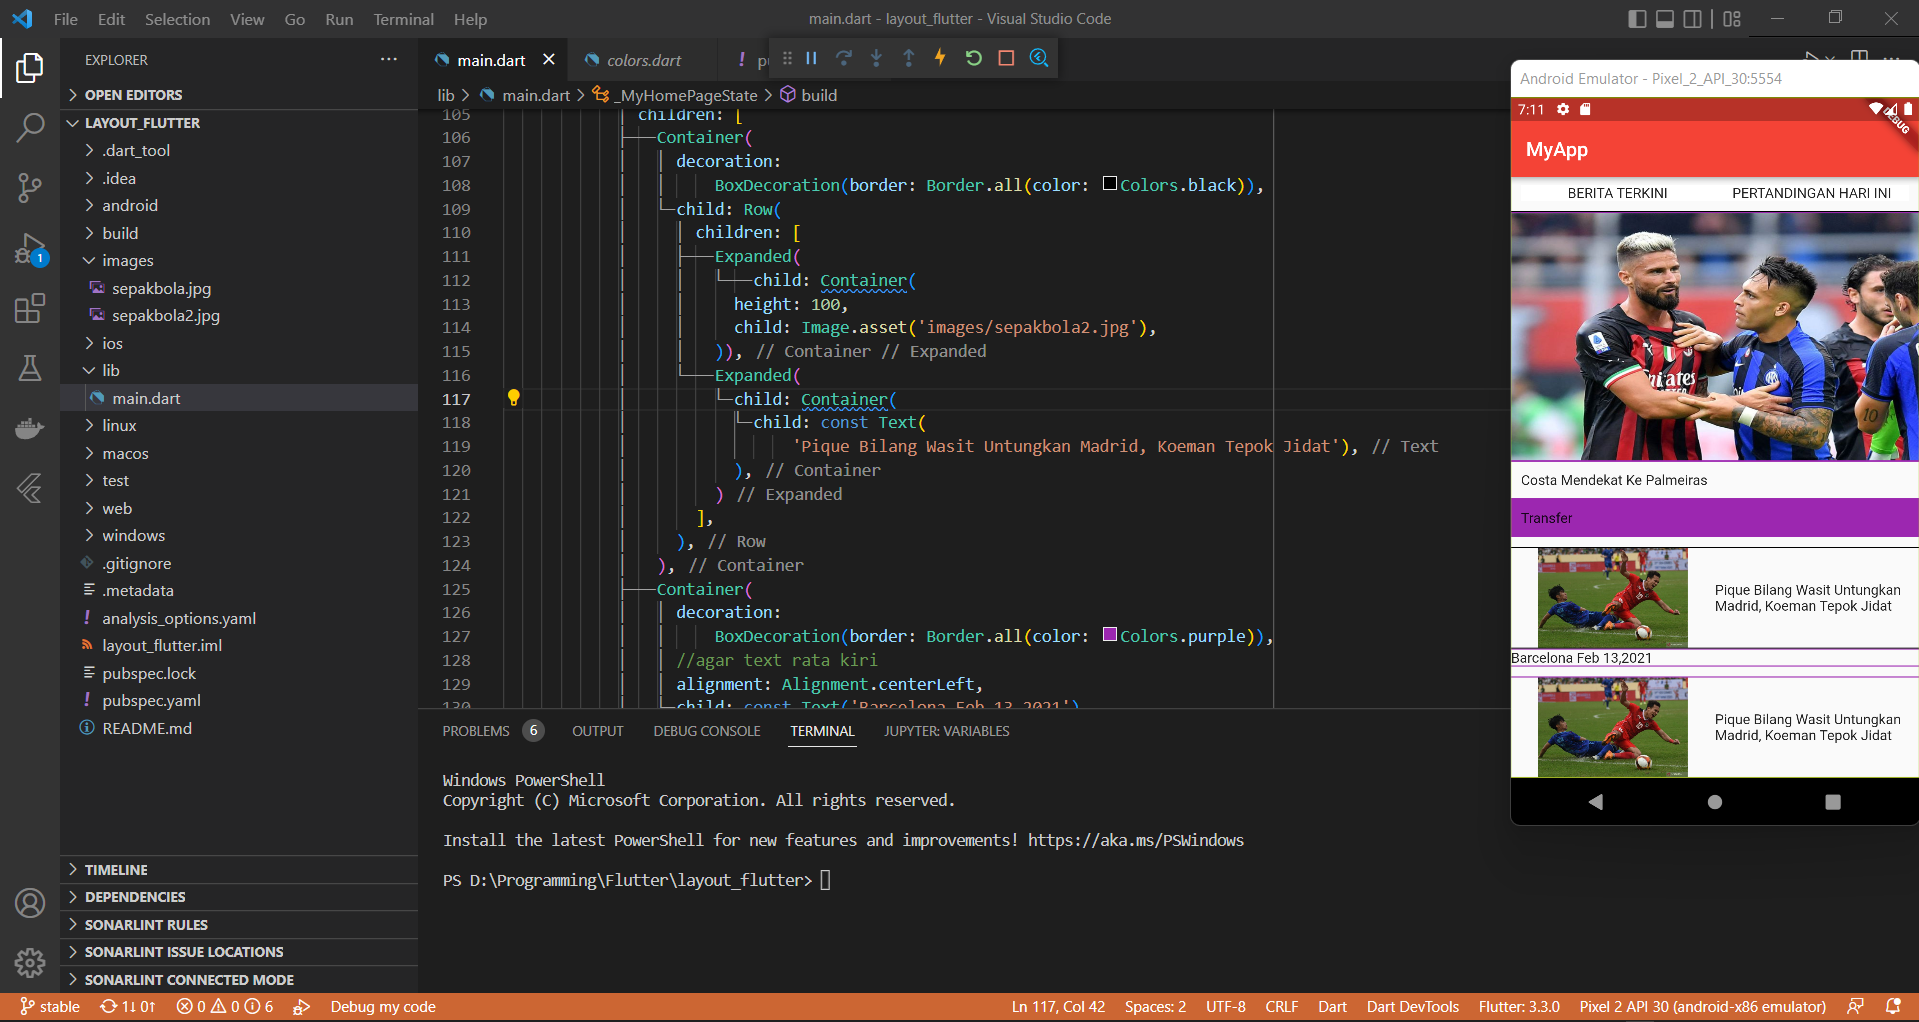 File Edit Selection View Go Run Terminal Help
main.dart - layout_flutter - Visual Studio Code
EXPLORER
OPEN EDITORS
LAYOUT_FLUTTER
.dart_tool
.idea
android
build
images
sepakbola.jpg
sepakbola2.jpg
ios
lib
main.dart
linux
macos
test
web
windows
.gitignore
.metadata
analysis_options.yaml
layout_flutter.iml
pubspec.lock
pubspec.yaml
README.md
TIMELINE
DEPENDENCIES
SONARLINT RULES
SONARLINT ISSUE LOCATIONS
SONARLINT CONNECTED MODE
1
main.dart
colors.dart
lib > main.dart > _MyHomePageState > build
105 children: [
106 Container(
107 decoration:
108 BoxDecoration(border: Border.all(color: Colors.black)),
109 child: Row(
110 children: [
111 Expanded(
112 child: Container(
113 height: 100,
114 child: Image.asset('images/sepakbola2.jpg'),
115 )), // Container // Expanded
116 Expanded(
117 child: Container(
118 child: const Text(
119 'Pique Bilang Wasit Untungkan Madrid, Koeman Tepok Jidat'), // Text
120 ), // Container
121 ) // Expanded
122 ],
123 ), // Row
124 ), // Container
125 Container(
126 decoration:
127 BoxDecoration(border: Border.all(color: Colors.purple)),
128 //agar text rata kiri
129 alignment: Alignment.centerLeft,
130 child: const Text('Barcelona Feb 13,2021')
PROBLEMS 6 OUTPUT DEBUG CONSOLE TERMINAL JUPYTER: VARIABLES
Windows PowerShell
Copyright (C) Microsoft Corporation. All rights reserved.
Install the latest PowerShell for new features and improvements! https://aka.ms/PSWindows
PS D:\Programming\Flutter\layout_flutter>
Android Emulator - Pixel_2_API_30:5554
7:11
DEBUG
MyApp
BERITA TERKINI PERTANDINGAN HARI INI
Emirates
10
Costa Mendekat Ke Palmeiras
Transfer
Pique Bilang Wasit Untungkan
Madrid, Koeman Tepok Jidat
Barcelona Feb 13,2021
Pique Bilang Wasit Untungkan
Madrid, Koeman Tepok Jidat
stable 1↓ 0↑ 0 0 6 Debug my code
Ln 117, Col 42 Spaces: 2 UTF-8 CRLF Dart Dart DevTools Flutter: 3.3.0 Pixel 2 API 30 (android-x86 emulator)